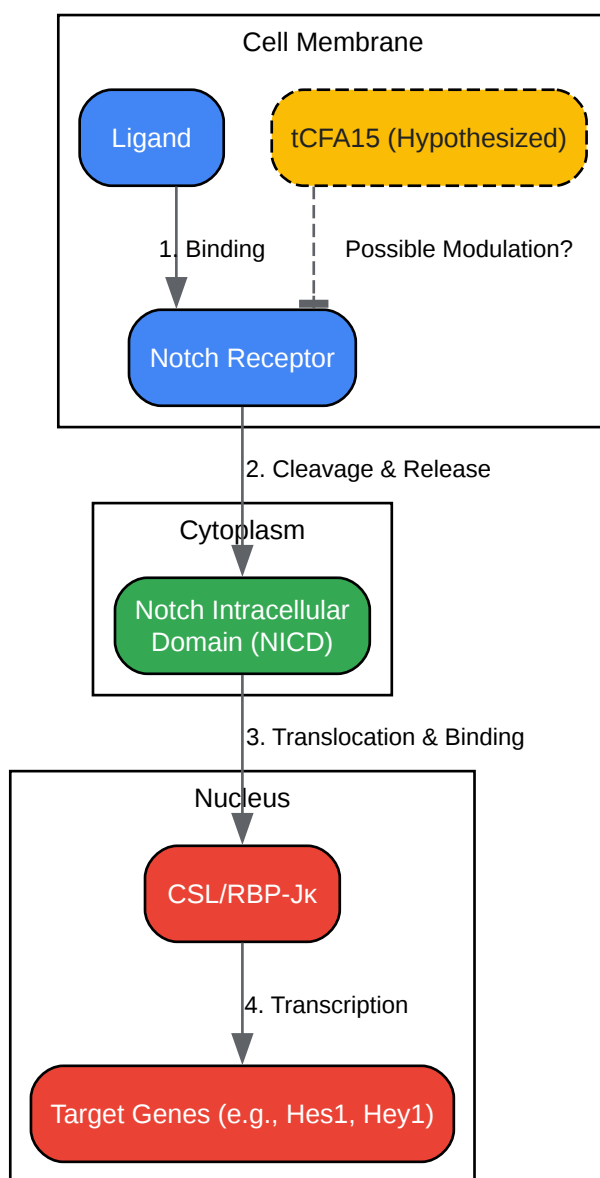 Cell Membrane
Ligand
tCFA15 (Hypothesized)
1. Binding
Possible Modulation?
Notch Receptor
2. Cleavage & Release
Cytoplasm
Notch Intracellular
Domain (NICD)
3. Translocation & Binding
Nucleus
CSL/RBP-Jκ
4. Transcription
Target Genes (e.g., Hes1, Hey1)